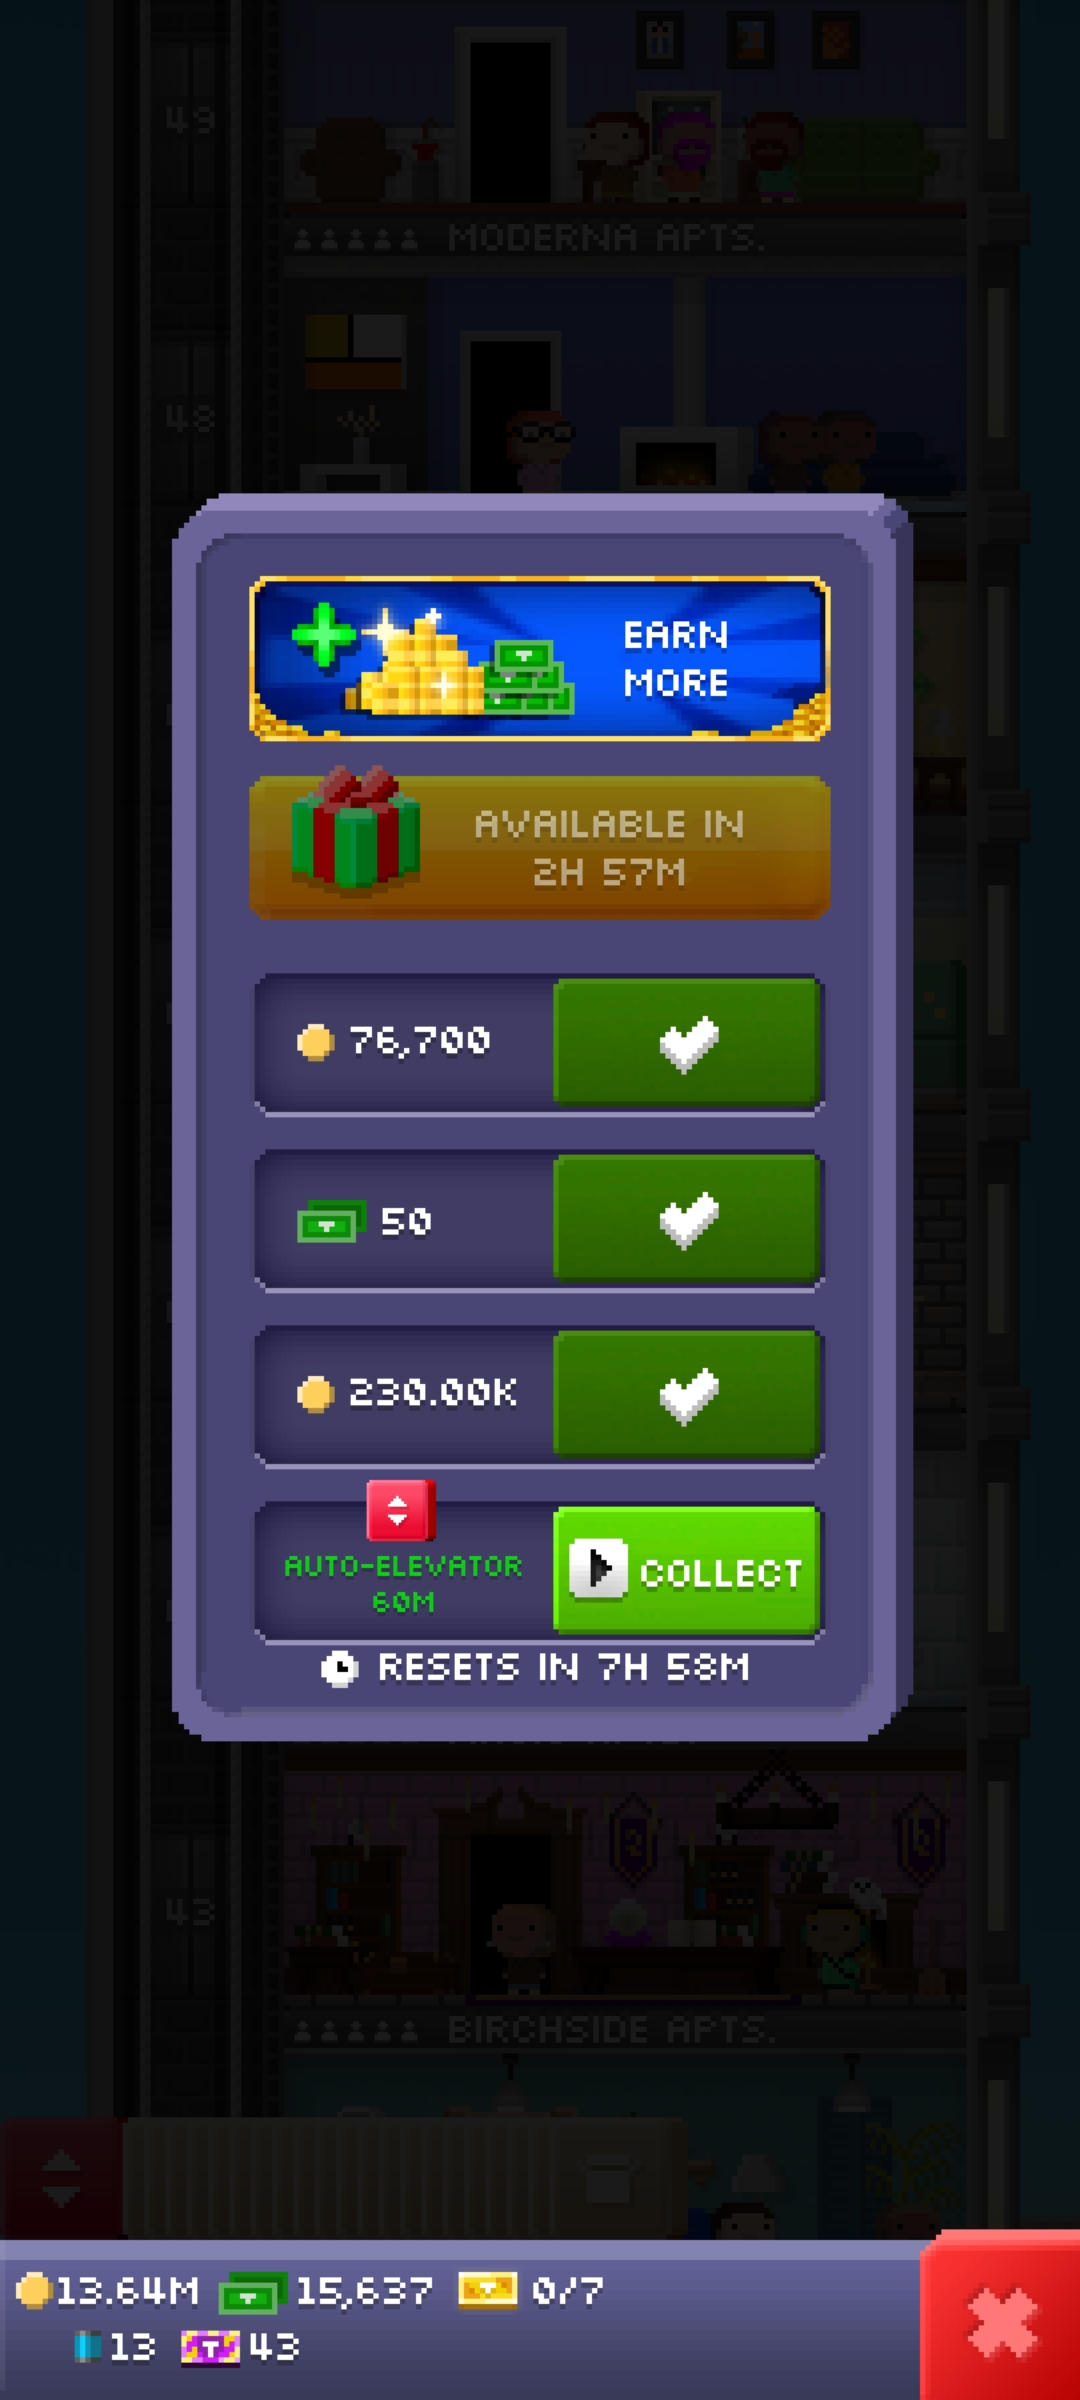 49
MODERNA APTS.
48
EARN
MORE
AVAILABLE IN
2H 57M
76,700
50
230.00K
AUTO-ELEVATOR
60M
COLLECT
RESETS IN 7H 58M
43
BIRCHSIDE APTS.
13.64M 15,637 0/7
13 43